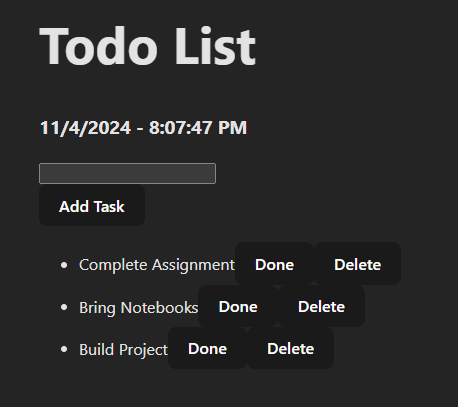 Todo List
11/4/2024 - 8:07:47 PM
Add Task
Complete Assignment Done Delete
Bring Notebooks Done Delete
Build Project Done Delete